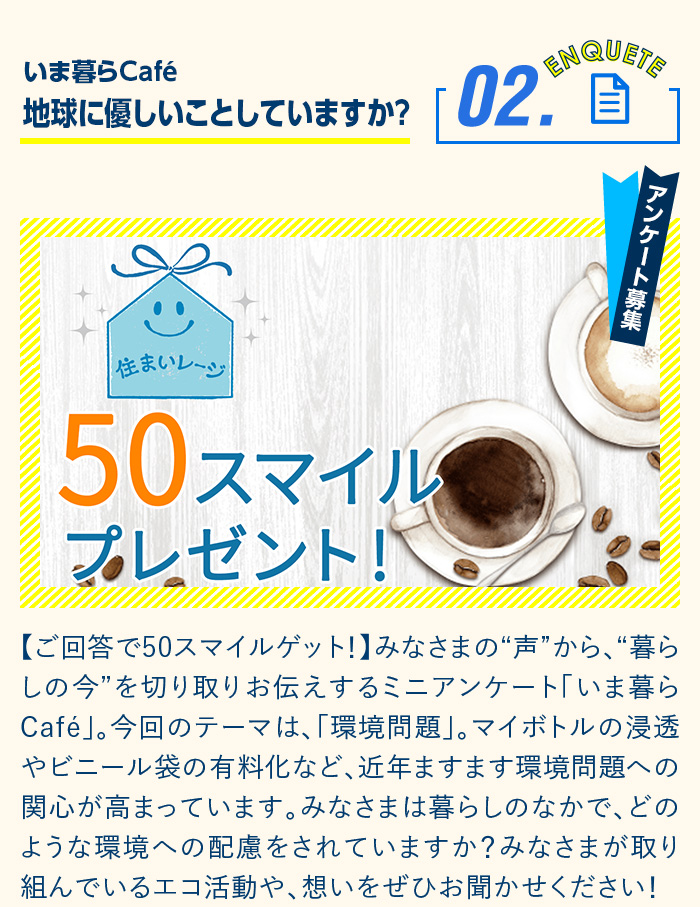 いま暮らCafé
地球に優しいことしていますか？
02.
ENQUETE
アンケート募集
住まいレージ
50スマイル
プレゼント！
【ご回答で50スマイルゲット！】みなさまの“声”から、“暮ら
しの今”を切り取りお伝えするミニアンケート「いま暮ら
Café」。今回のテーマは、「環境問題」。マイボトルの浸透
やビニール袋の有料化など、近年ますます環境問題への
関心が高まっています。みなさまは暮らしのなかで、どの
ような環境への配慮をされていますか？みなさまが取り
組んでいるエコ活動や、想いをぜひお聞かせください！